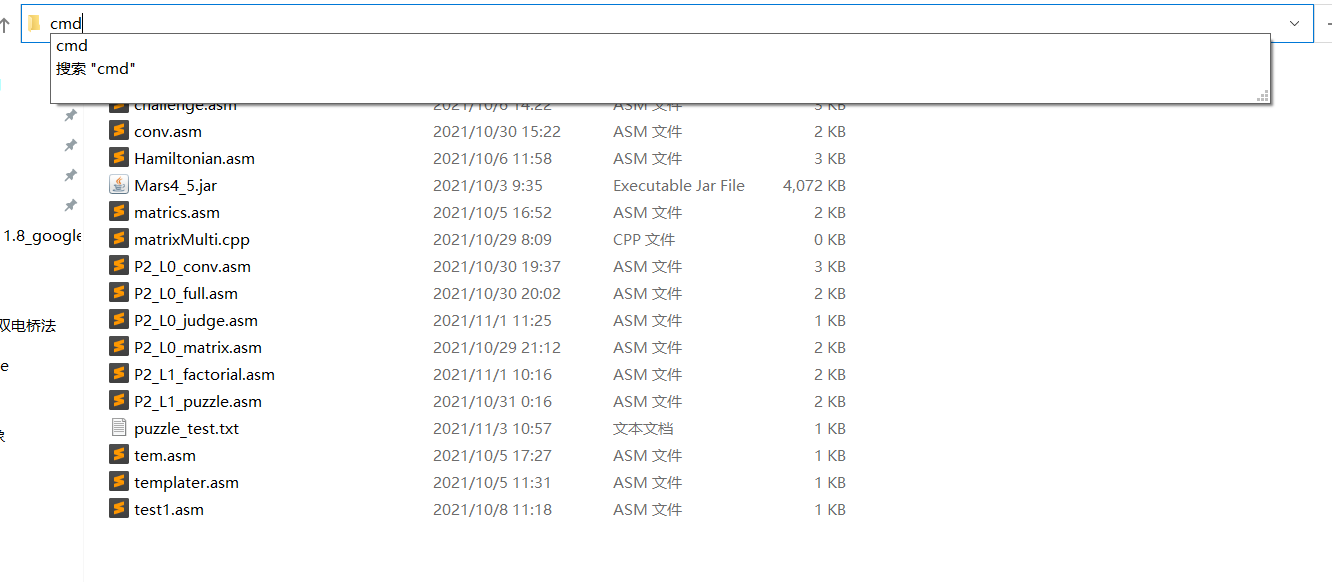 cmd
cmd
搜索 "cmd"
challenge.asm 2021/10/6 14:22 ASM 文件 3 KB
conv.asm 2021/10/30 15:22 ASM 文件 2 KB
Hamiltonian.asm 2021/10/6 11:58 ASM 文件 3 KB
Mars4_5.jar 2021/10/3 9:35 Executable Jar File 4,072 KB
matrics.asm 2021/10/5 16:52 ASM 文件 2 KB
1.8_google
matrixMulti.cpp 2021/10/29 8:09 CPP 文件 0 KB
P2_L0_conv.asm 2021/10/30 19:37 ASM 文件 3 KB
P2_L0_full.asm 2021/10/30 20:02 ASM 文件 2 KB
双电桥法
P2_L0_judge.asm 2021/11/1 11:25 ASM 文件 1 KB
P2_L0_matrix.asm 2021/10/29 21:12 ASM 文件 2 KB
e
P2_L1_factorial.asm 2021/11/1 10:16 ASM 文件 2 KB
P2_L1_puzzle.asm 2021/10/31 0:16 ASM 文件 2 KB
puzzle_test.txt 2021/11/3 10:57 文本文档 1 KB
tem.asm 2021/10/5 17:27 ASM 文件 1 KB
templater.asm 2021/10/5 11:31 ASM 文件 1 KB
test1.asm 2021/10/8 11:18 ASM 文件 1 KB